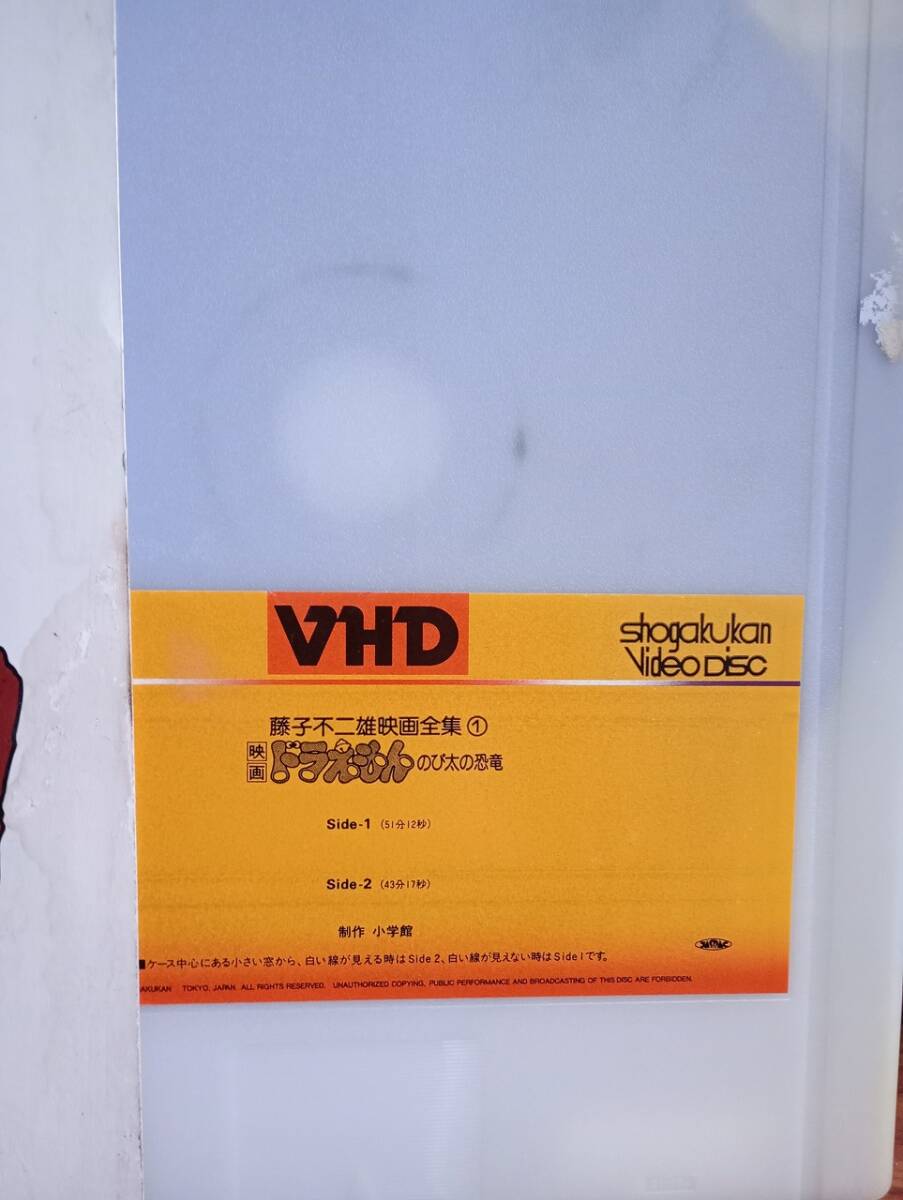 VHD
shogakukan
Video Disc
藤子不二雄映画全集①
映画 ドラえもん のび太の恐竜
Side-1 (51分12秒)
Side-2 (43分17秒)
制作 小学館
■ケース中心にある小さい窓から、白い線が見える時はSide 2、白い線が見えない時はSide 1です。
AKUKAN TOKYO, JAPAN. ALL RIGHTS RESERVED. UNAUTHORIZED COPYING, PUBLIC PERFORMANCE AND BROADCASTING OF THIS DISC ARE FORBIDDEN.